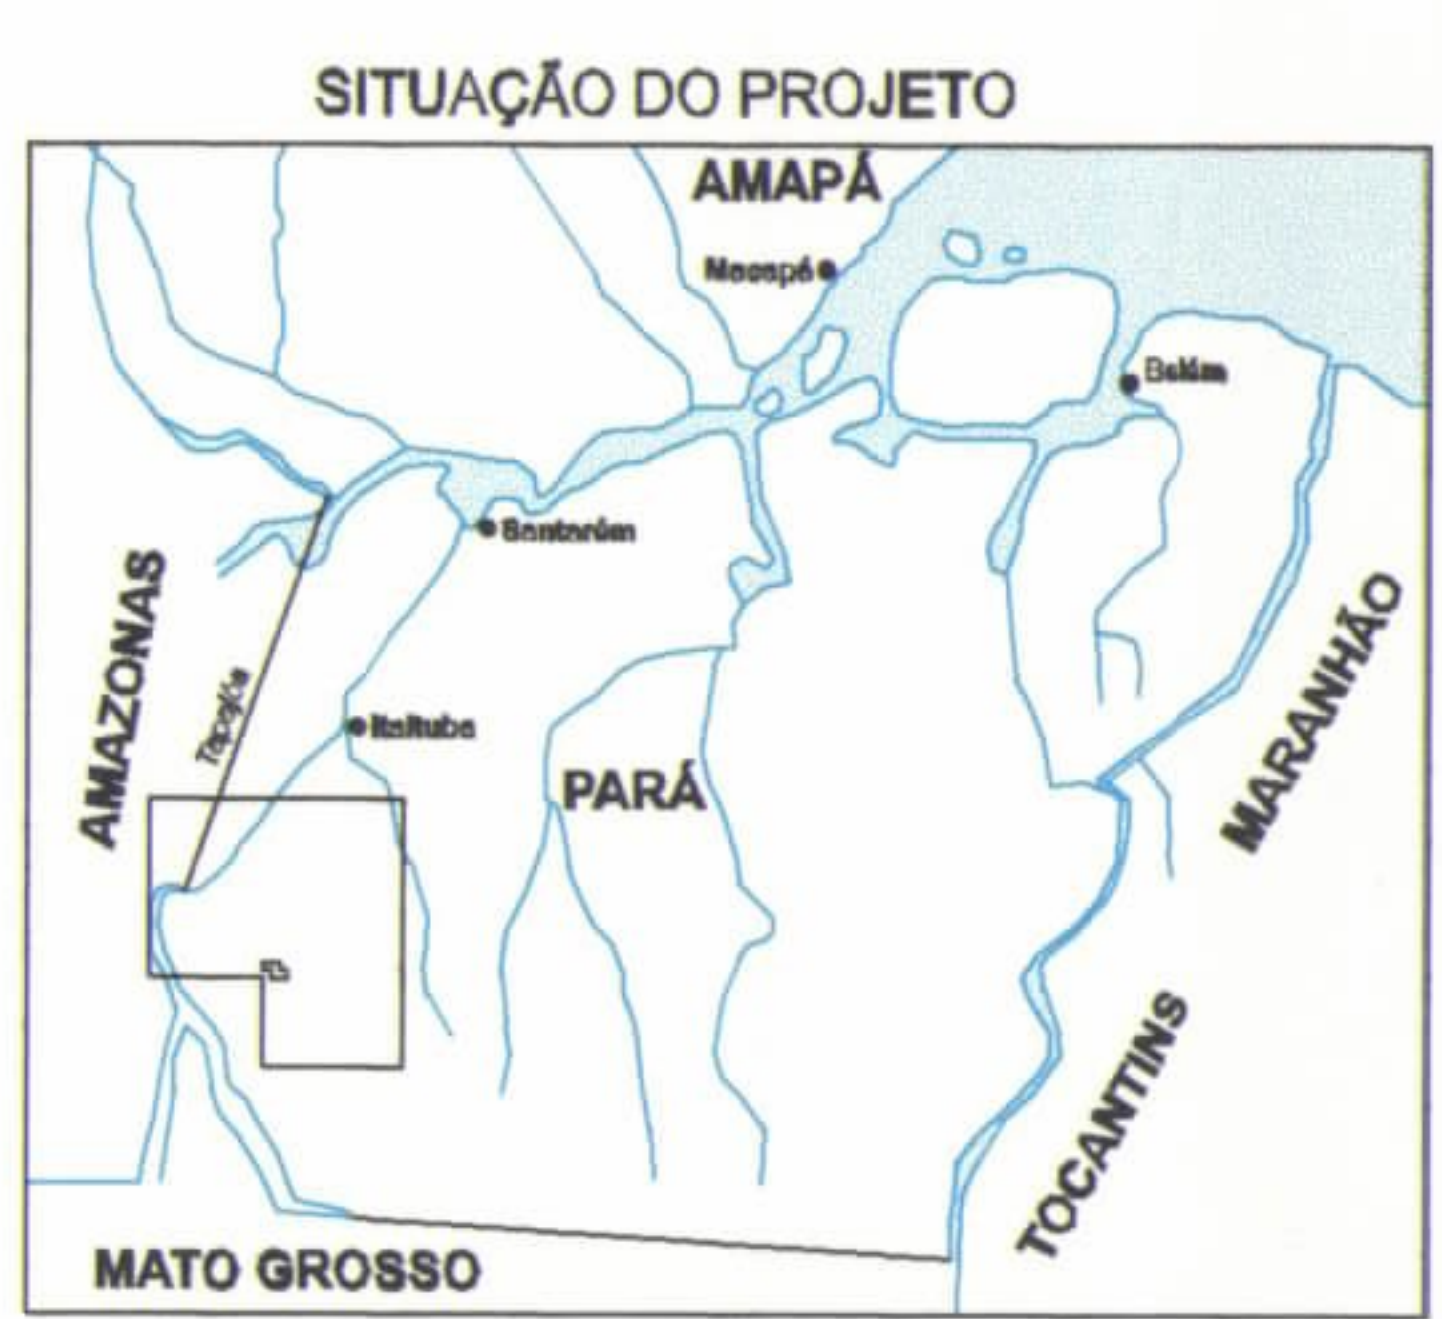 SITUAÇÃO DO PROJETO
AMAPÁ
Macapá
Belém
Santarém
AMAZONAS
Tapajós
Itaituba
PARÁ
MARANHÃO
TOCANTINS
MATO GROSSO